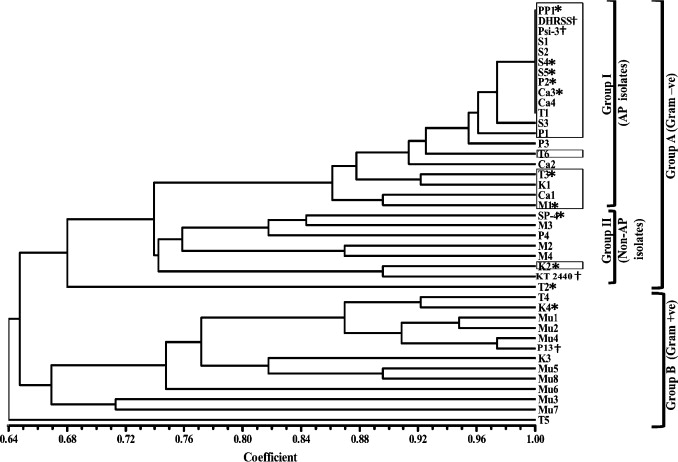 PP1*
DHRSS†
Psi-3†
S1
S2
S4*
S5*
P2*
Ca3*
Ca4
T1
S3
P1
P3
T6
Ca2
T3*
K1
Ca1
M1*
SP-4*
M3
P4
M2
M4
K2*
KT 2440†
T2*
T4
K4*
Mu1
Mu2
Mu4
P13†
K3
Mu5
Mu8
Mu6
Mu3
Mu7
T5
Group I
(AP isolates)
Group II
(Non-AP
isolates)
Group A (Gram –ve)
Group B (Gram +ve)
0.64 0.68 0.72 0.76 0.80 0.84 0.92 0.96 1.00
Coefficient